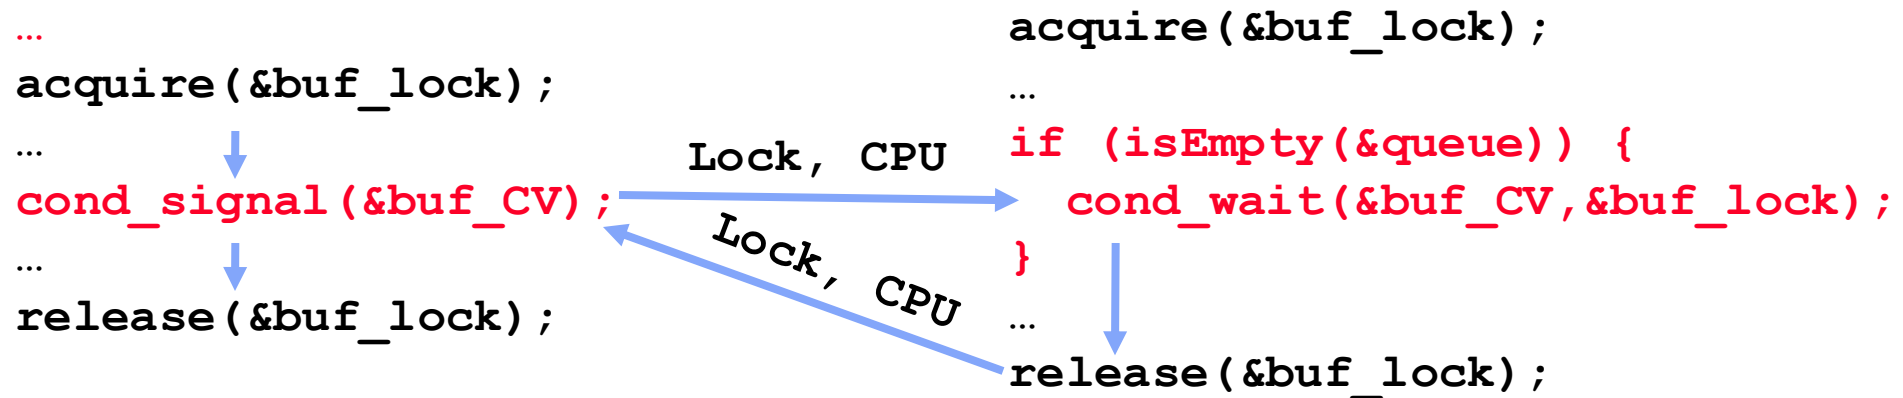 …
acquire(&buf_lock);
…
cond_signal(&buf_CV);
…
release(&buf_lock);
Lock, CPU
Lock, CPU
acquire(&buf_lock);
…
if (isEmpty(&queue)) {
cond_wait(&buf_CV,&buf_lock);
}
…
release(&buf_lock);